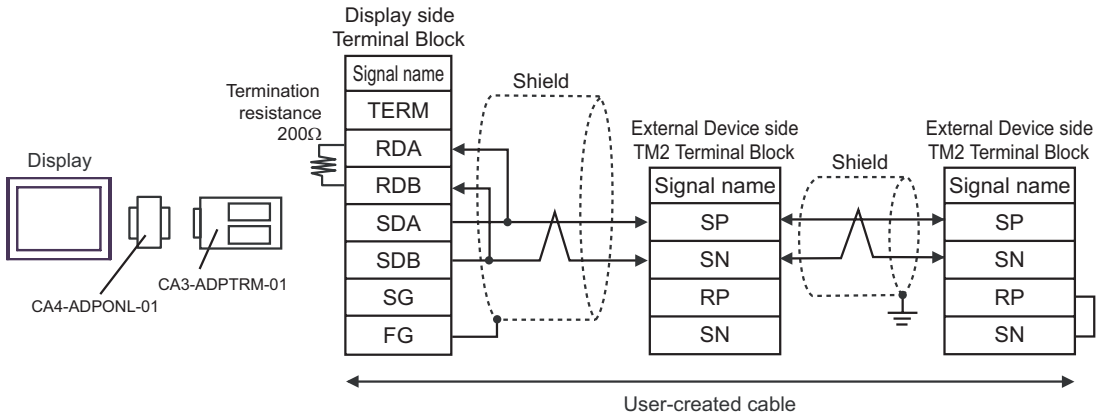 Display side
Terminal Block
Signal name
TERM
RDA
RDB
SDA
SDB
SG
FG
Termination
resistance
200Ω
Shield
Display
CA4-ADPONL-01
CA3-ADPTRM-01
External Device side
TM2 Terminal Block
Signal name
SP
SN
RP
SN
Shield
External Device side
TM2 Terminal Block
Signal name
SP
SN
RP
SN
User-created cable